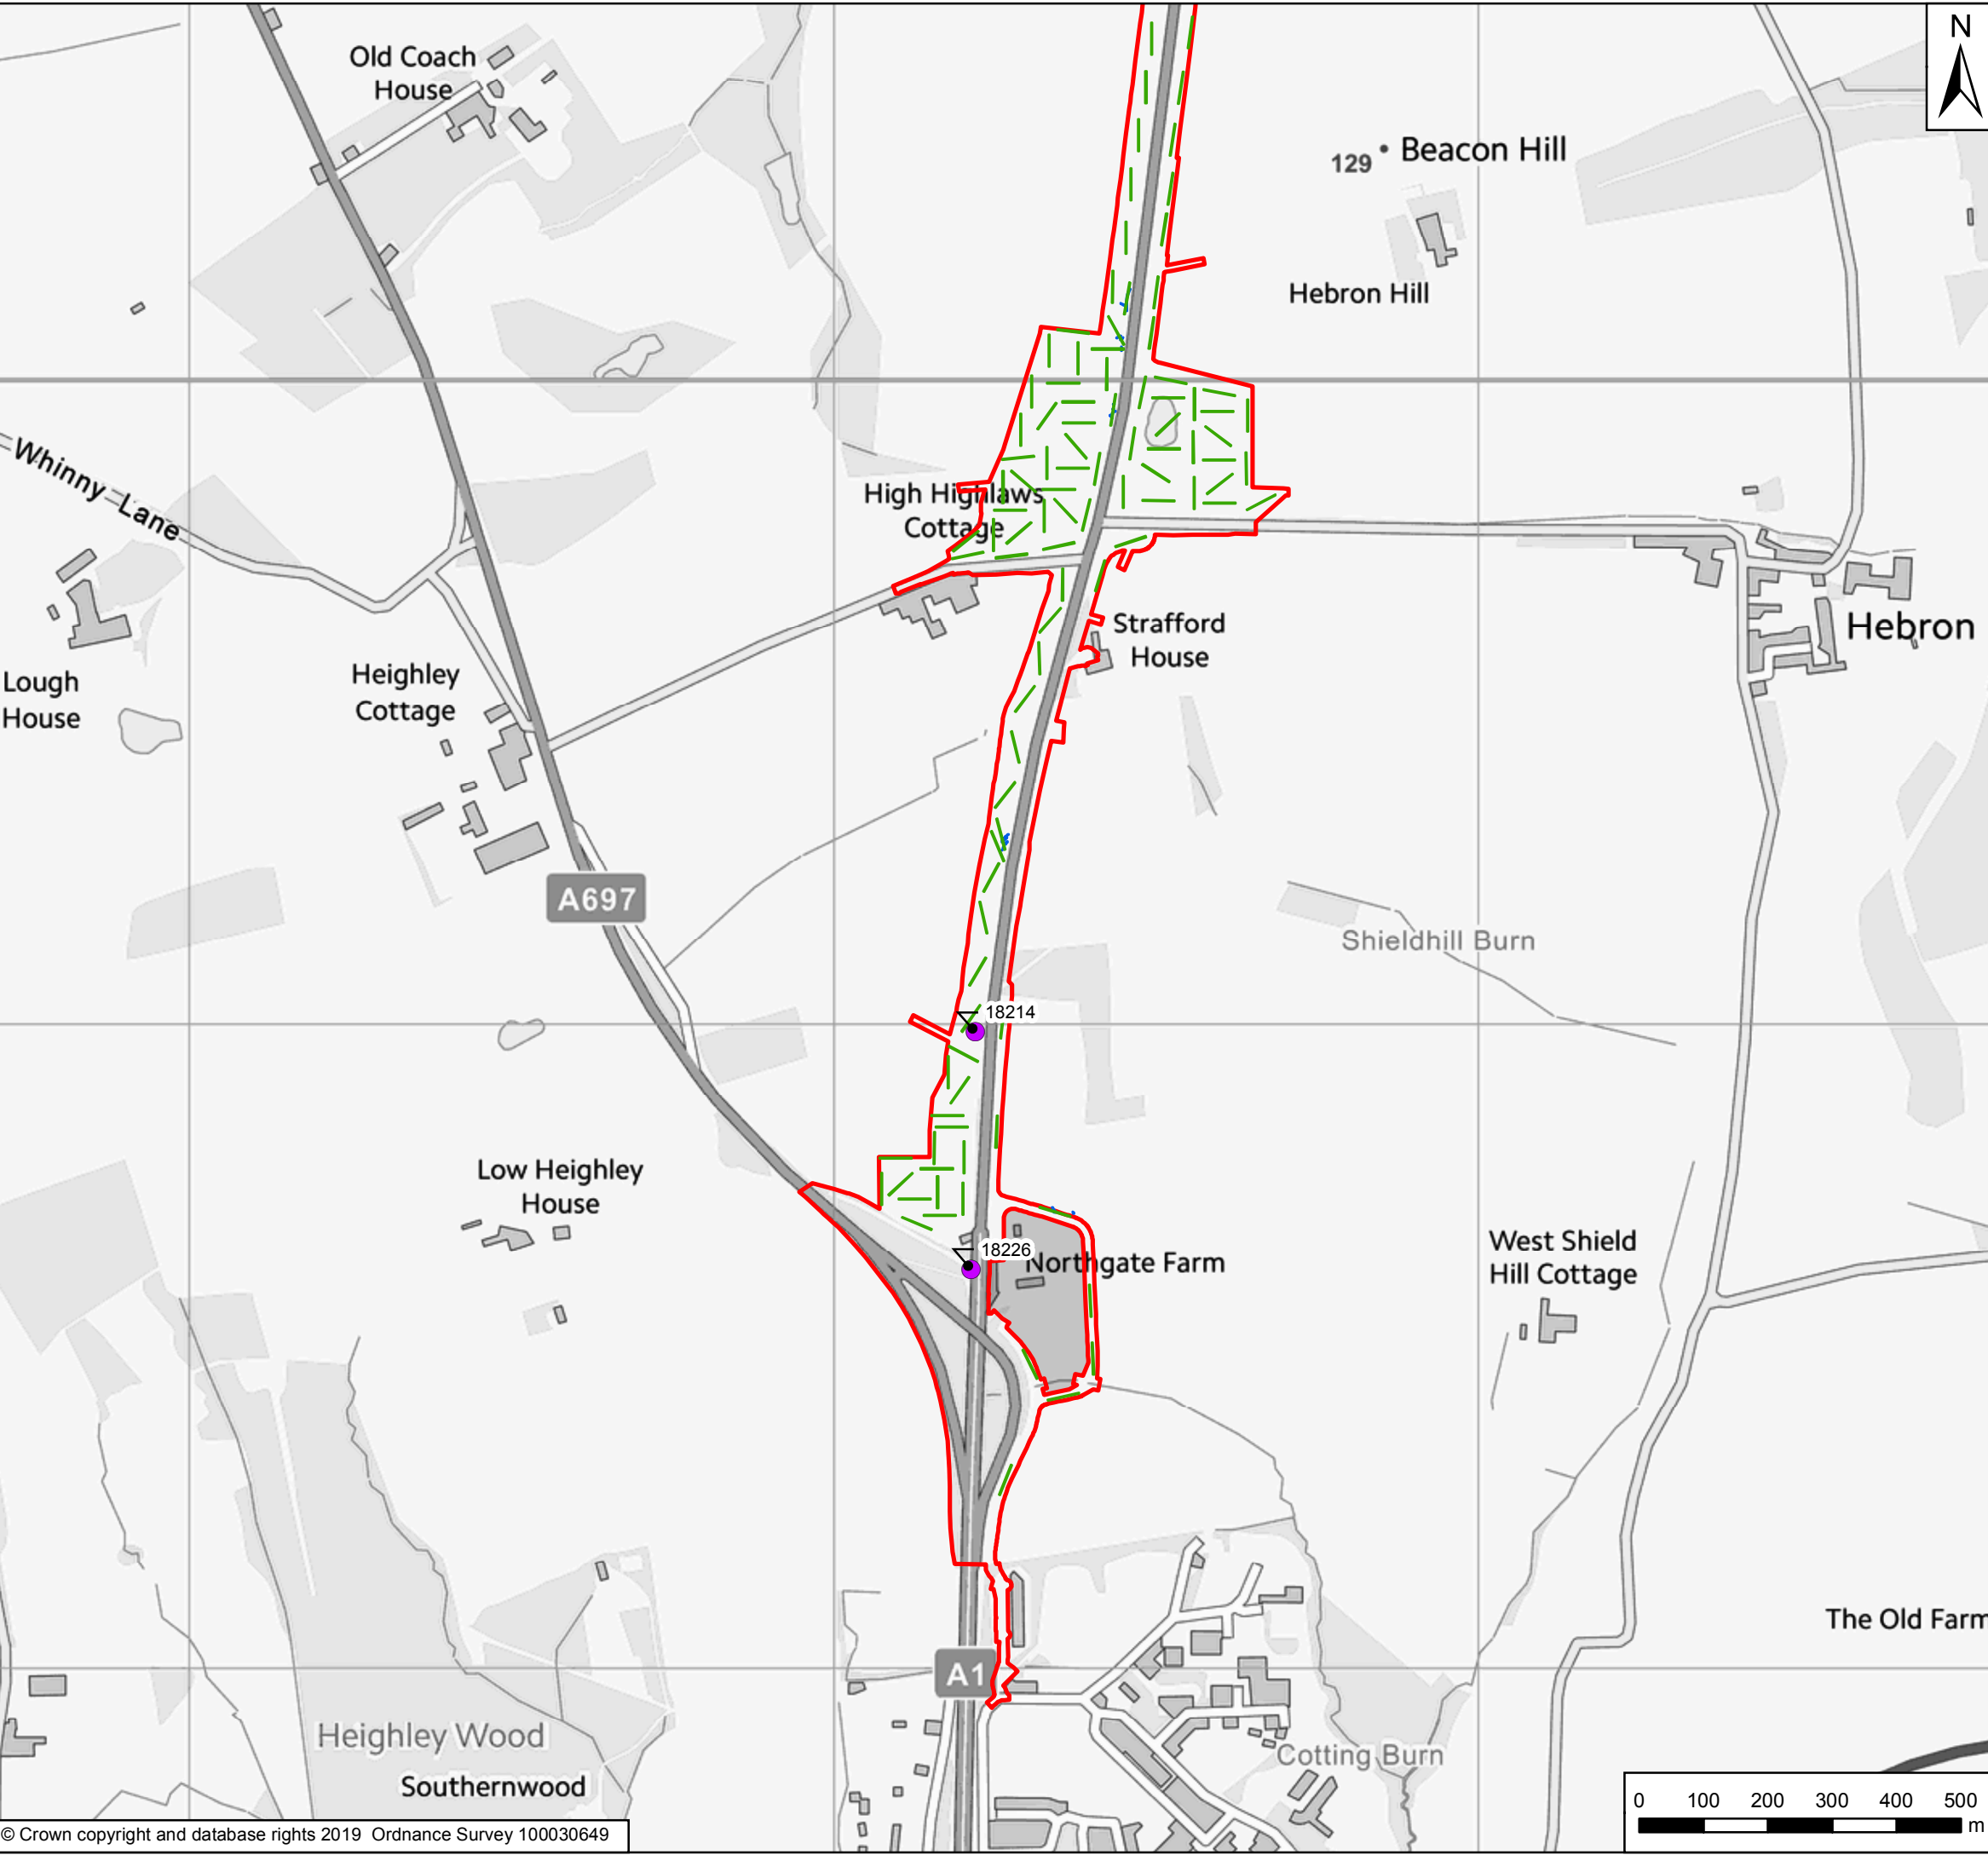 N
Old Coach
House
129
Beacon Hill
Hebron Hill
Whinny Lane
High Highlaws
Cottage
Strafford
House
Hebron
Lough
House
Heighley
Cottage
A697
Shieldhill Burn
18214
Low Heighley
House
18226
Northgate Farm
West Shield
Hill Cottage
The Old Farm
A1
Heighley Wood
Southernwood
Cotting Burn
0 100 200 300 400 500
m
© Crown copyright and database rights 2019 Ordnance Survey 100030649